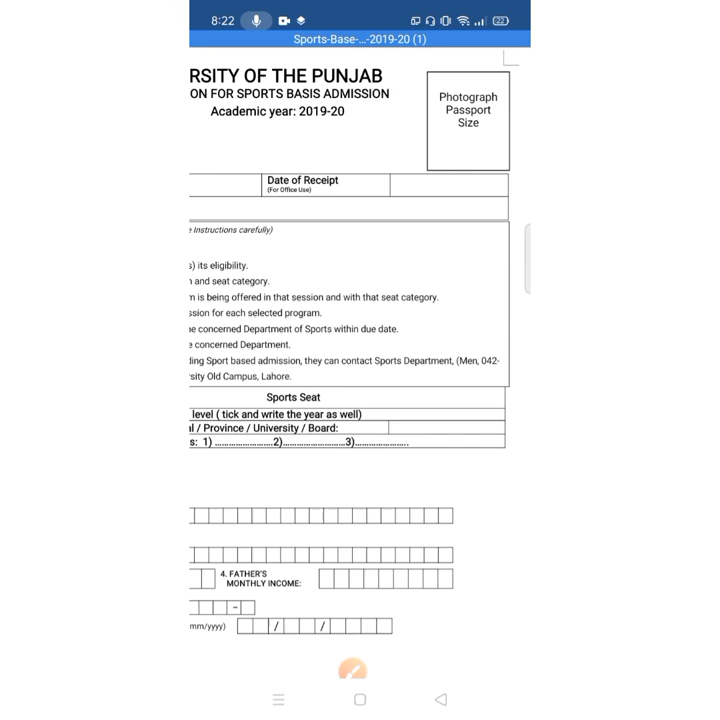 8:22
22
Sports-Base-...-2019-20 (1)
RSITY OF THE PUNJAB
ON FOR SPORTS BASIS ADMISSION
Academic year: 2019-20
Photograph
Passport
Size
Date of Receipt
(For Office Use)
e Instructions carefully)
s) its eligibility.
n and seat category.
m is being offered in that session and with that seat category.
ssion for each selected program.
he concerned Department of Sports within due date.
e concerned Department.
ding Sport based admission, they can contact Sports Department, (Men, 042-
rsity Old Campus, Lahore.
Sports Seat
level ( tick and write the year as well)
al / Province / University / Board:
s: 1) ........................2)..........................3)......................
4. FATHER'S
MONTHLY INCOME:
-
mm/yyyy) / /